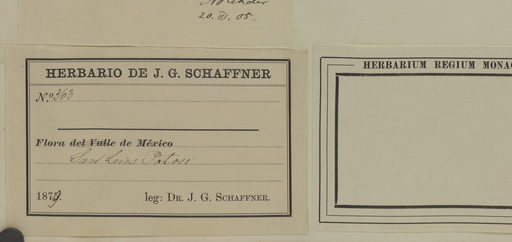 20. III. 05.
HERBARIO DE J. G. SCHAFFNER
No. 363
Flora del Valle de México
San Luis Potosi
1879.
leg: DR. J. G. SCHAFFNER.
HERBARIUM REGIUM MONAC